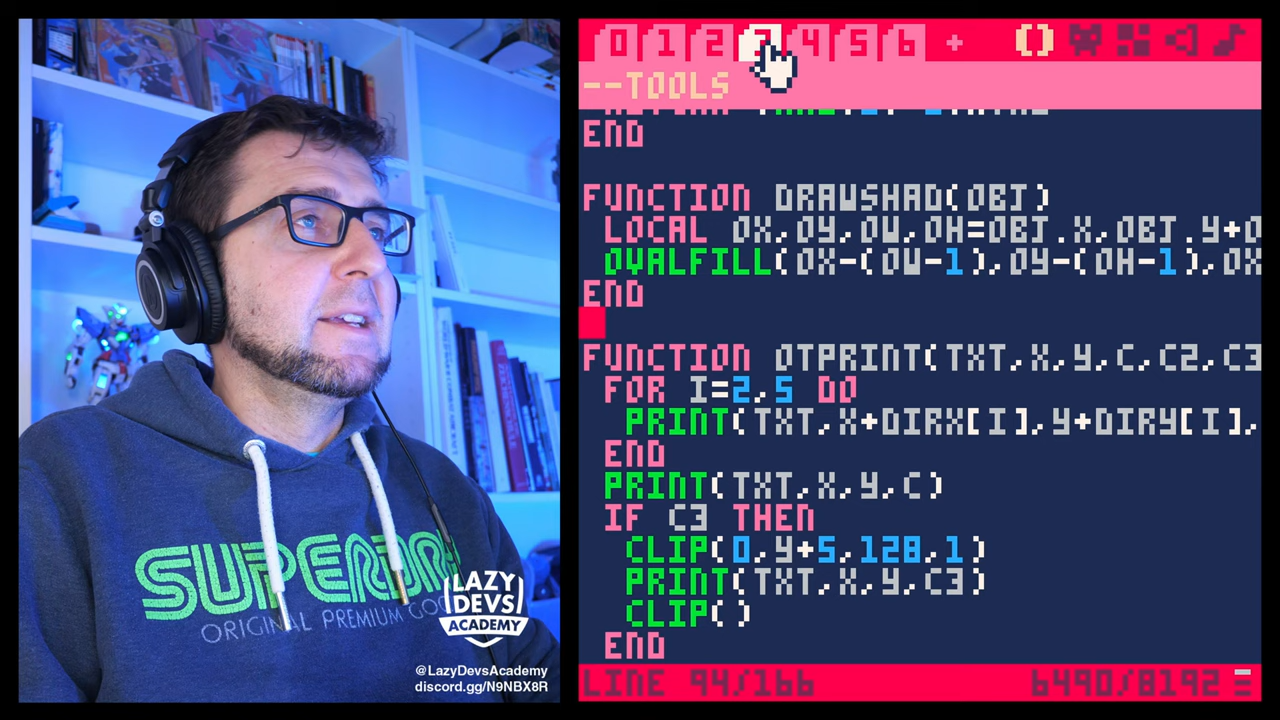 SUPERDRY
ORIGINAL PREMIUM GOO
LAZY
DEVS
ACADEMY
@LazyDevsAcademy
discord.gg/N9NBX8R
0 1 2 3 4 5 6 + ()
--TOOLS
END
FUNCTION DRAWSHAD(OBJ)
LOCAL OX,OY,OW,OH=OBJ.X,OBJ.Y+O
OVALFILL(OX-(OW-1),OY-(OH-1),OX
END
FUNCTION OTPRINT(TXT,X,Y,C,C2,C3
FOR I=2,5 DO
PRINT(TXT,X+DIRX[I],Y+DIRY[I],
END
PRINT(TXT,X,Y,C)
IF C3 THEN
CLIP(0,Y+5,128,1)
PRINT(TXT,X,Y,C3)
CLIP()
END
LINE 94/166
6490/8192